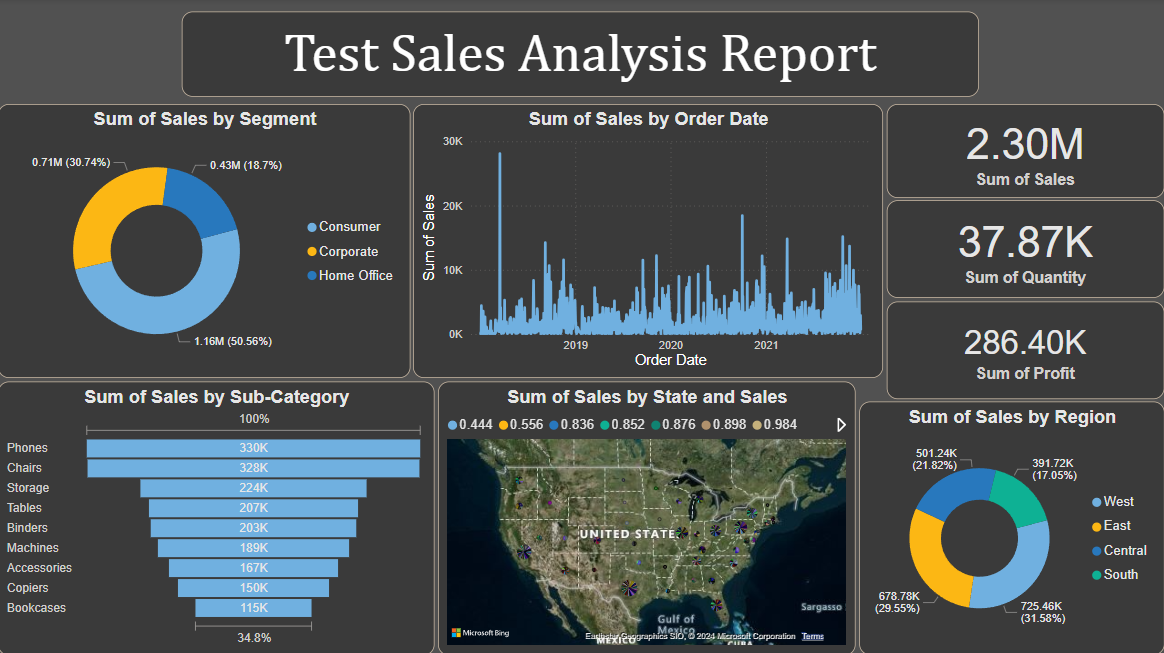 Test Sales Analysis Report
Sum of Sales by Segment
0.71M (30.74%)
0.43M (18.7%)
1.16M (50.56%)
Consumer
Corporate
Home Office
Sum of Sales by Order Date
Sum of Sales
30K
20K
10K
0K
2019
2020
2021
Order Date
2.30M
Sum of Sales
37.87K
Sum of Quantity
286.40K
Sum of Profit
Sum of Sales by Sub-Category
100%
Phones 330K
Chairs 328K
Storage 224K
Tables 207K
Binders 203K
Machines 189K
Accessories 167K
Copiers 150K
Bookcases 115K
34.8%
Sum of Sales by State and Sales
0.444 0.556 0.836 0.852 0.876 0.898 0.984
UNITED STATE
Sargasso
Gulf of
Mexico
MEXICO
CUBA
Microsoft Bing
Earthstar Geographics SIO, © 2024 Microsoft Corporation Terms
Sum of Sales by Region
501.24K
(21.82%)
391.72K
(17.05%)
678.78K
(29.55%)
725.46K
(31.58%)
West
East
Central
South